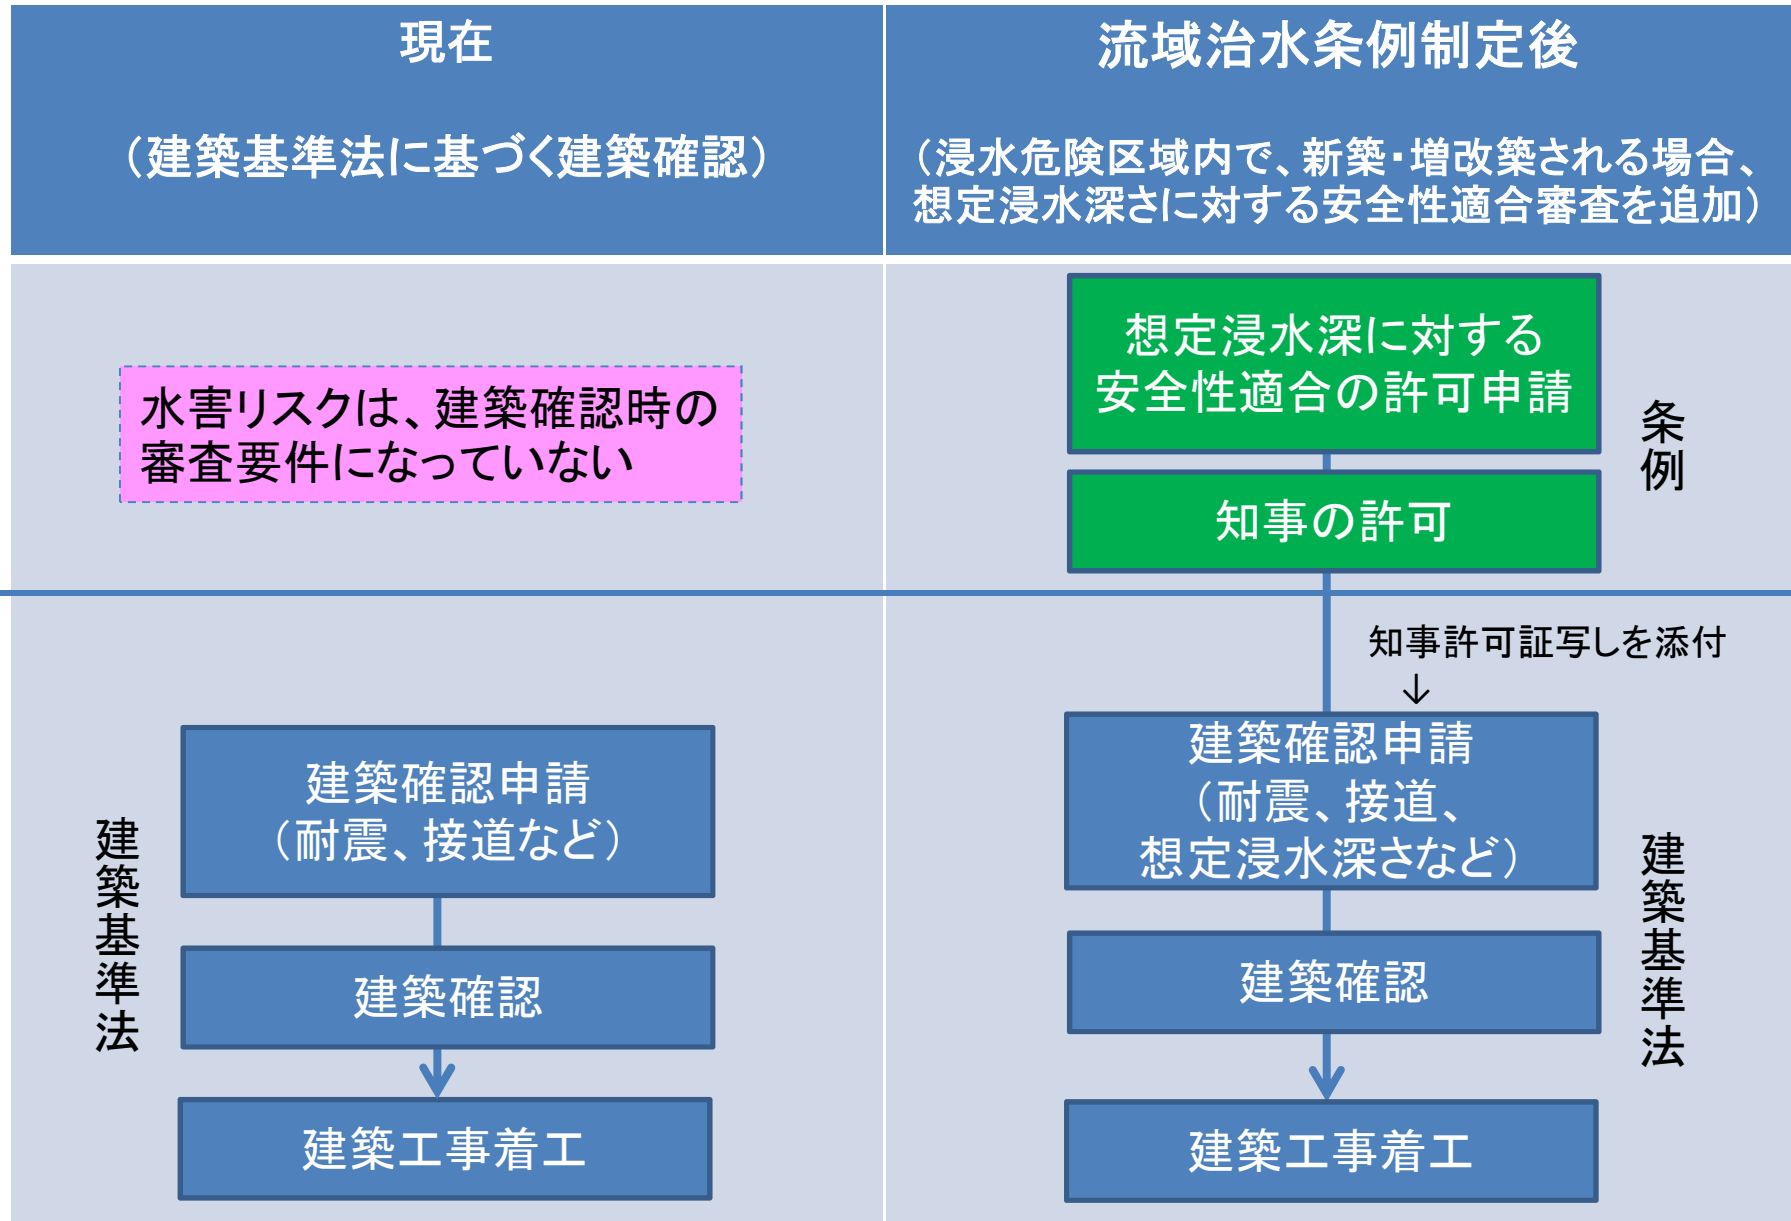 現在
（建築基準法に基づく建築確認）
流域治水条例制定後
（浸水危険区域内で、新築・増改築される場合、
想定浸水深さに対する安全性適合審査を追加）
水害リスクは、建築確認時の
審査要件になっていない
想定浸水深に対する
安全性適合の許可申請
知事の許可
条例
知事許可証写しを添付
↓
建築確認申請
（耐震、接道など）
建築確認
建築工事着工
建築基準法
建築確認申請
（耐震、接道、
想定浸水深さなど）
建築確認
建築工事着工
建築基準法